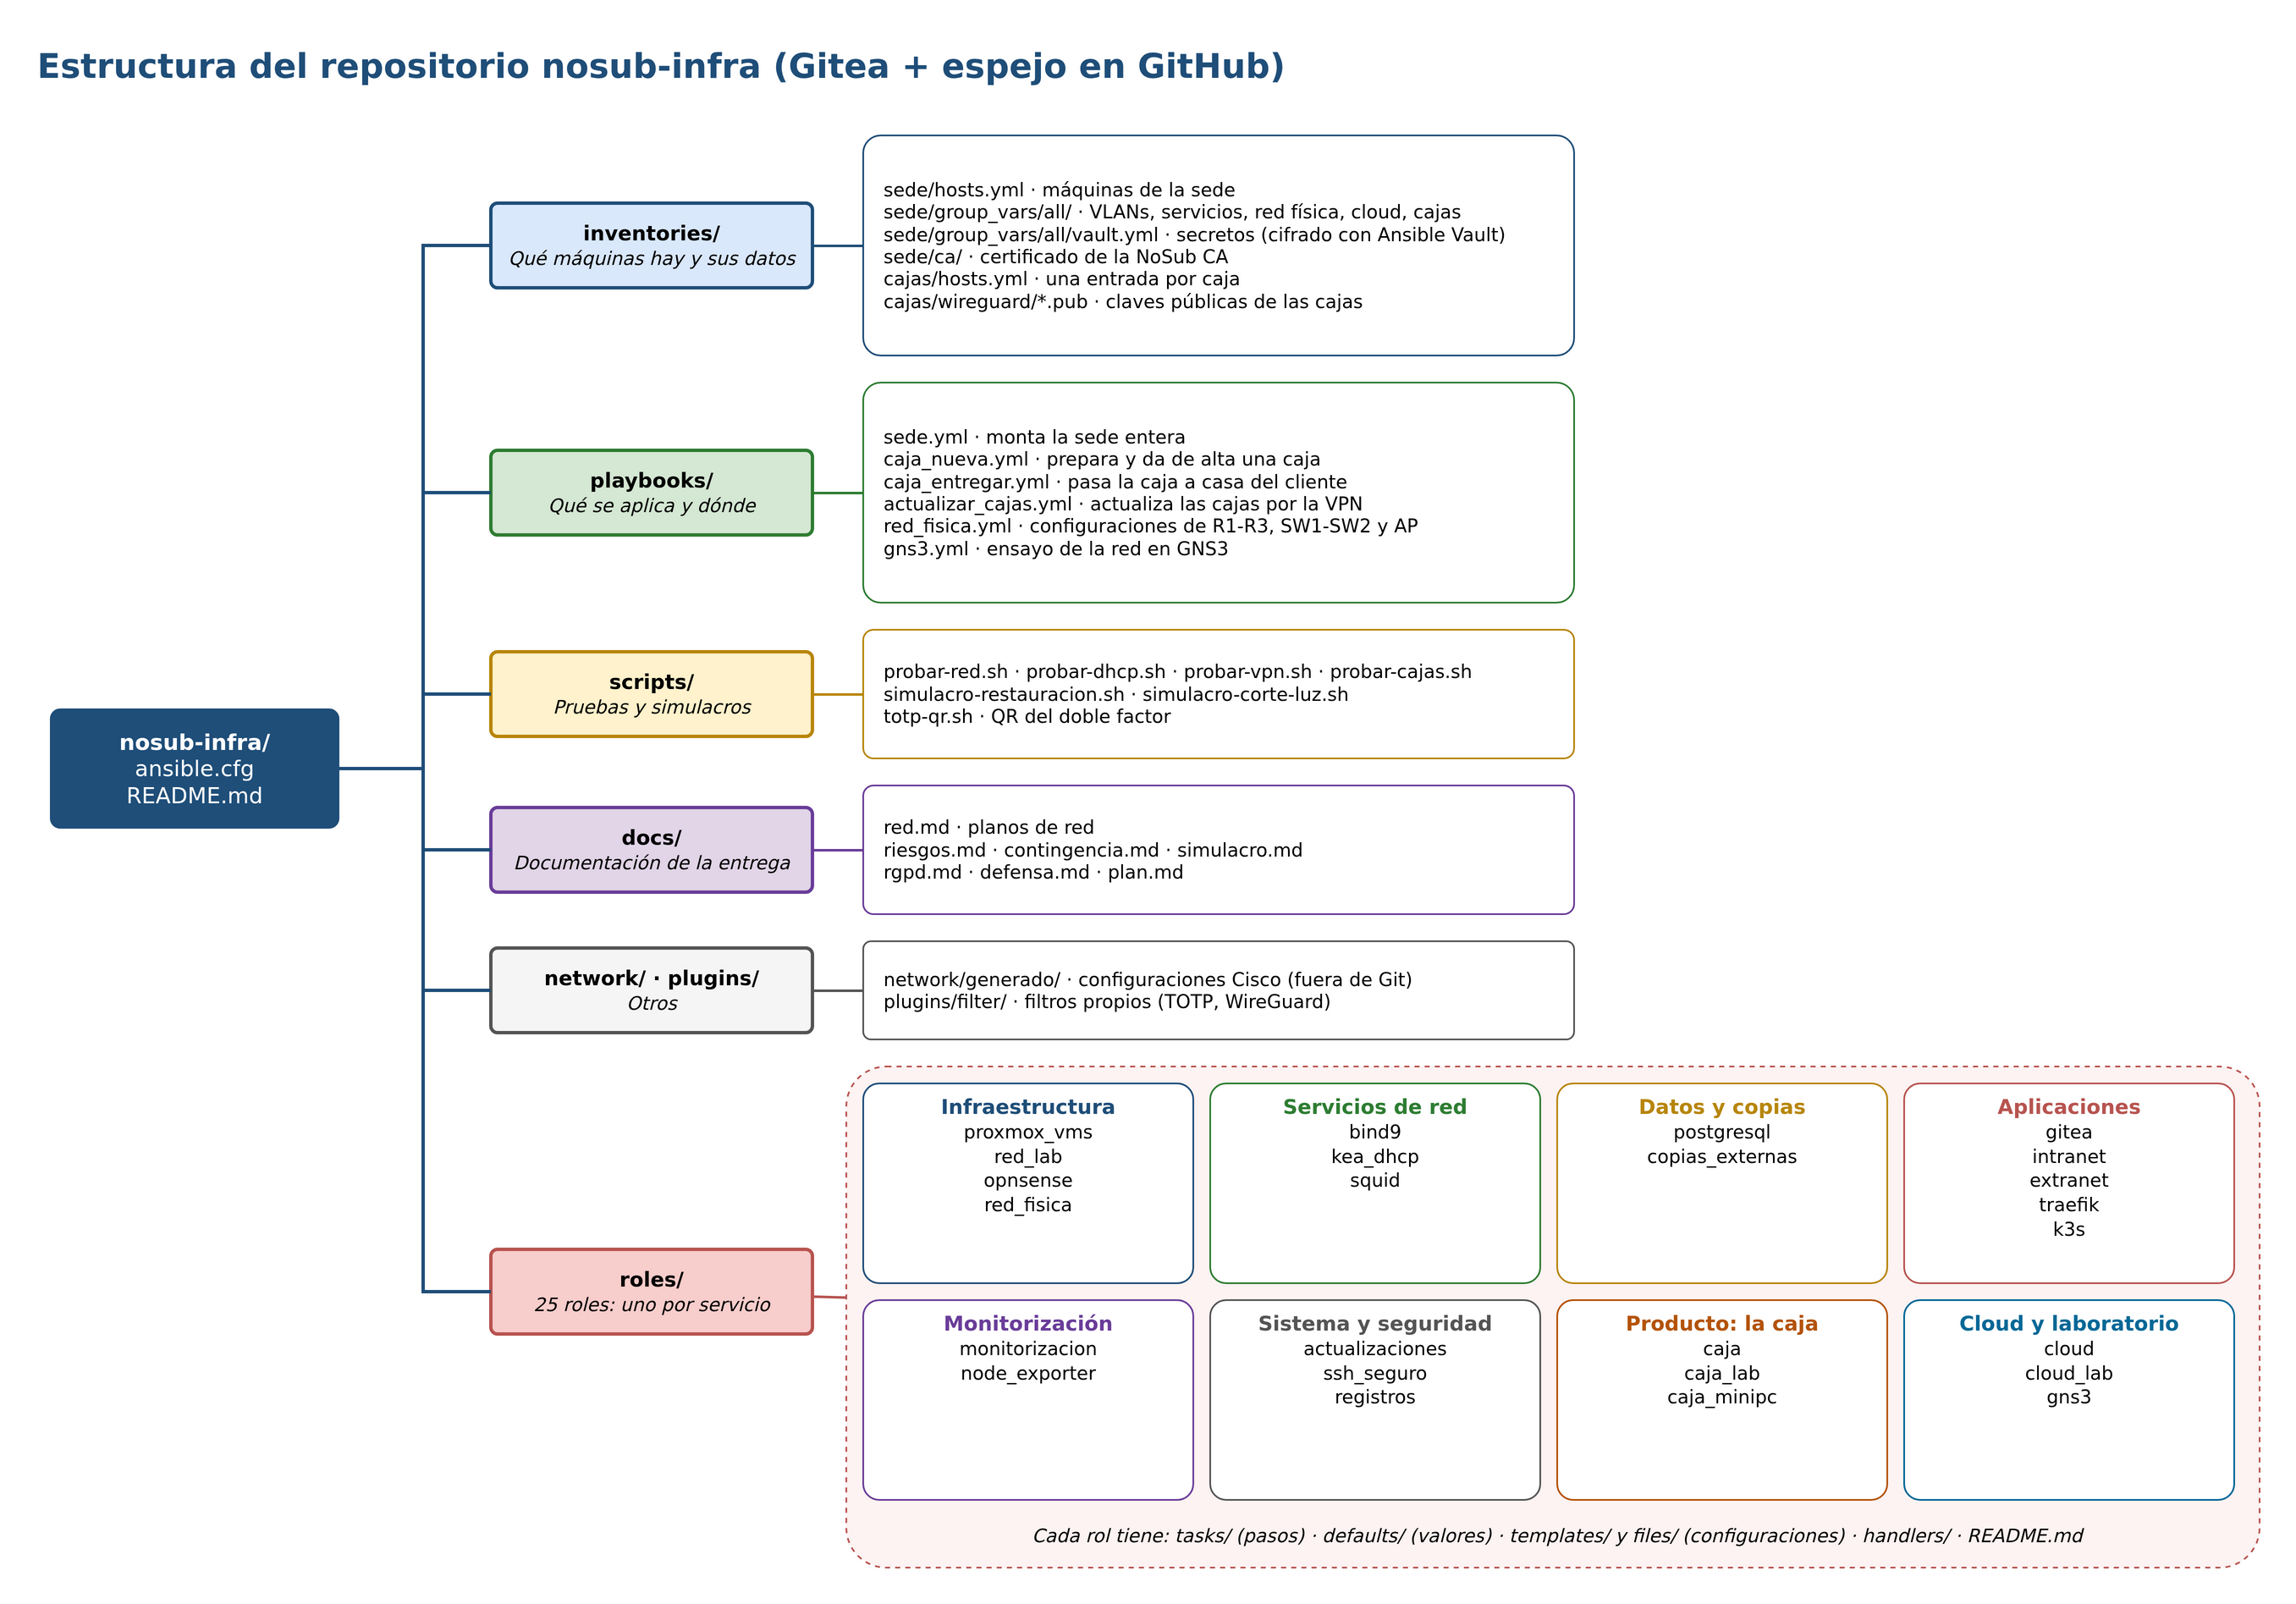 Estructura del repositorio nosub-infra (Gitea + espejo en GitHub)
nosub-infra/
ansible.cfg
README.md
inventories/
Qué máquinas hay y sus datos
sede/hosts.yml · máquinas de la sede
sede/group_vars/all/ · VLANs, servicios, red física, cloud, cajas
sede/group_vars/all/vault.yml · secretos (cifrado con Ansible Vault)
sede/ca/ · certificado de la NoSub CA
cajas/hosts.yml · una entrada por caja
cajas/wireguard/*.pub · claves públicas de las cajas
playbooks/
Qué se aplica y dónde
sede.yml · monta la sede entera
caja_nueva.yml · prepara y da de alta una caja
caja_entregar.yml · pasa la caja a casa del cliente
actualizar_cajas.yml · actualiza las cajas por la VPN
red_fisica.yml · configuraciones de R1-R3, SW1-SW2 y AP
gns3.yml · ensayo de la red en GNS3
scripts/
Pruebas y simulacros
probar-red.sh · probar-dhcp.sh · probar-vpn.sh · probar-cajas.sh
simulacro-restauracion.sh · simulacro-corte-luz.sh
totp-qr.sh · QR del doble factor
docs/
Documentación de la entrega
red.md · planos de red
riesgos.md · contingencia.md · simulacro.md
rgpd.md · defensa.md · plan.md
network/ · plugins/
Otros
network/generado/ · configuraciones Cisco (fuera de Git)
plugins/filter/ · filtros propios (TOTP, WireGuard)
roles/
25 roles: uno por servicio
Infraestructura
proxmox_vms
red_lab
opnsense
red_fisica
Servicios de red
bind9
kea_dhcp
squid
Datos y copias
postgresql
copias_externas
Aplicaciones
gitea
intranet
extranet
traefik
k3s
Monitorización
monitorizacion
node_exporter
Sistema y seguridad
actualizaciones
ssh_seguro
registros
Producto: la caja
caja
caja_lab
caja_minipc
Cloud y laboratorio
cloud
cloud_lab
gns3
Cada rol tiene: tasks/ (pasos) · defaults/ (valores) · templates/ y files/ (configuraciones) · handlers/ · README.md